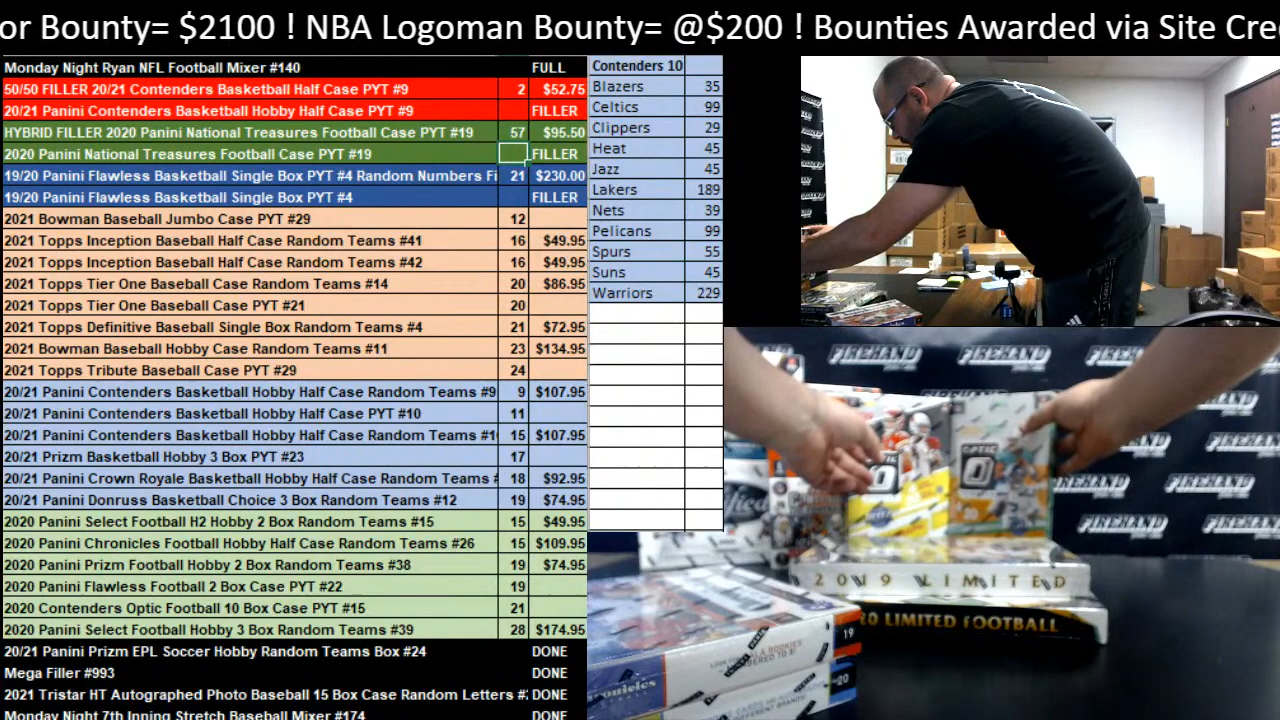 or Bounty= $2100 ! NBA Logoman Bounty= @$200 ! Bounties Awarded via Site Cre
Monday Night Ryan NFL Football Mixer #140 FULL
50/50 FILLER 20/21 Contenders Basketball Half Case PYT #9 2 $52.75
20/21 Panini Contenders Basketball Hobby Half Case PYT #9 FILLER
HYBRID FILLER 2020 Panini National Treasures Football Case PYT #19 57 $95.50
2020 Panini National Treasures Football Case PYT #19 FILLER
19/20 Panini Flawless Basketball Single Box PYT #4 Random Numbers Fi 21 $230.00
19/20 Panini Flawless Basketball Single Box PYT #4 FILLER
2021 Bowman Baseball Jumbo Case PYT #29 12
2021 Topps Inception Baseball Half Case Random Teams #41 16 $49.95
2021 Topps Inception Baseball Half Case Random Teams #42 16 $49.95
2021 Topps Tier One Baseball Case Random Teams #14 20 $86.95
2021 Topps Tier One Baseball Case PYT #21 20
2021 Topps Definitive Baseball Single Box Random Teams #4 21 $72.95
2021 Bowman Baseball Hobby Case Random Teams #11 23 $134.95
2021 Topps Tribute Baseball Case PYT #29 24
20/21 Panini Contenders Basketball Hobby Half Case Random Teams #9 9 $107.95
20/21 Panini Contenders Basketball Hobby Half Case PYT #10 11
20/21 Panini Contenders Basketball Hobby Half Case Random Teams #1 15 $107.95
20/21 Prizm Basketball Hobby 3 Box PYT #23 17
20/21 Panini Crown Royale Basketball Hobby Half Case Random Teams # 18 $92.95
20/21 Panini Donruss Basketball Choice 3 Box Random Teams #12 19 $74.95
2020 Panini Select Football H2 Hobby 2 Box Random Teams #15 15 $49.95
2020 Panini Chronicles Football Hobby Half Case Random Teams #26 15 $109.95
2020 Panini Prizm Football Hobby 2 Box Random Teams #38 19 $74.95
2020 Panini Flawless Football 2 Box Case PYT #22 19
2020 Contenders Optic Football 10 Box Case PYT #15 21
2020 Panini Select Football Hobby 3 Box Random Teams #39 28 $174.95
20/21 Panini Prizm EPL Soccer Hobby Random Teams Box #24 DONE
Mega Filler #993 DONE
2021 Tristar HT Autographed Photo Baseball 15 Box Case Random Letters #2 DONE
Monday Night 7th Inning Stretch Baseball Mixer #174 DONE
Contenders 10
Blazers 35
Celtics 99
Clippers 29
Heat 45
Jazz 45
Lakers 189
Nets 39
Pelicans 99
Spurs 55
Suns 45
Warriors 229
FIREHAND
FIREHAND
FIREHAND
FIREHAND
FIREHAND
OPTIC
2019 LIMITED
20 LIMITED FOOTBALL
19
20